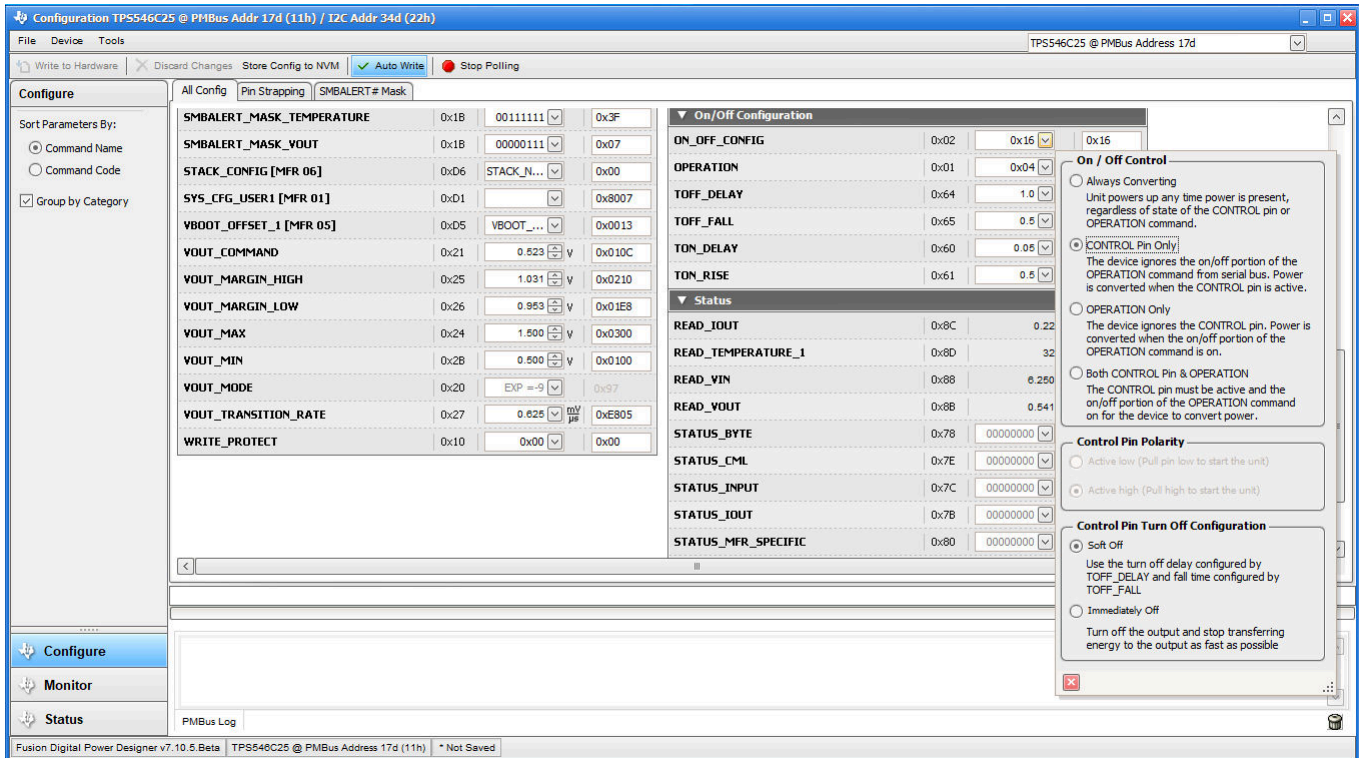 Configuration TPS546C25 @ PMBus Addr 17d (11h) / I2C Addr 34d (22h)
File Device Tools
TPS546C25 @ PMBus Address 17d
Write to Hardware Discard Changes Store Config to NVM Auto Write Stop Polling
Configure
Sort Parameters By:
Command Name
Command Code
Group by Category
All Config Pin Strapping SMBALERT# Mask
SMBALERT_MASK_TEMPERATURE 0x1B 00111111 0x3F
SMBALERT_MASK_VOUT 0x1B 00000111 0x07
STACK_CONFIG [MFR 06] 0xD6 STACK_N... 0x00
SYS_CFG_USER1 [MFR 01] 0xD1 0x8007
VBOOT_OFFSET_1 [MFR 05] 0xD5 VBOOT_... 0x0013
VOUT_COMMAND 0x21 0.523 V 0x010C
VOUT_MARGIN_HIGH 0x25 1.031 V 0x0210
VOUT_MARGIN_LOW 0x26 0.953 V 0x01E8
VOUT_MAX 0x24 1.500 V 0x0300
VOUT_MIN 0x2B 0.500 V 0x0100
VOUT_MODE 0x20 EXP =-9 0x97
VOUT_TRANSITION_RATE 0x27 0.625 mV/µs 0xE805
WRITE_PROTECT 0x10 0x00 0x00
On/Off Configuration
ON_OFF_CONFIG 0x02 0x16 0x16
OPERATION 0x01 0x04
TOFF_DELAY 0x64 1.0
TOFF_FALL 0x65 0.5
TON_DELAY 0x60 0.05
TON_RISE 0x61 0.5
Status
READ_IOUT 0x8C 0.22
READ_TEMPERATURE_1 0x8D 32
READ_VIN 0x88 6.250
READ_VOUT 0x8B 0.541
STATUS_BYTE 0x78 00000000
STATUS_CML 0x7E 00000000
STATUS_INPUT 0x7C 00000000
STATUS_IOUT 0x7B 00000000
STATUS_MFR_SPECIFIC 0x80 00000000
On / Off Control
Always Converting
Unit powers up any time power is present,
regardless of state of the CONTROL pin or
OPERATION command.
CONTROL Pin Only
The device ignores the on/off portion of the
OPERATION command from serial bus. Power
is converted when the CONTROL pin is active.
OPERATION Only
The device ignores the CONTROL pin. Power is
converted when the on/off portion of the
OPERATION command is on.
Both CONTROL Pin & OPERATION
The CONTROL pin must be active and the
on/off portion of the OPERATION command
on for the device to convert power.
Control Pin Polarity
Active low (Pull pin low to start the unit)
Active high (Pull high to start the unit)
Control Pin Turn Off Configuration
Soft Off
Use the turn off delay configured by
TOFF_DELAY and fall time configured by
TOFF_FALL
Immediately Off
Turn off the output and stop transferring
energy to the output as fast as possible
Configure
Monitor
Status
PMBus Log
Fusion Digital Power Designer v7.10.5.Beta TPS546C25 @ PMBus Address 17d (11h) * Not Saved